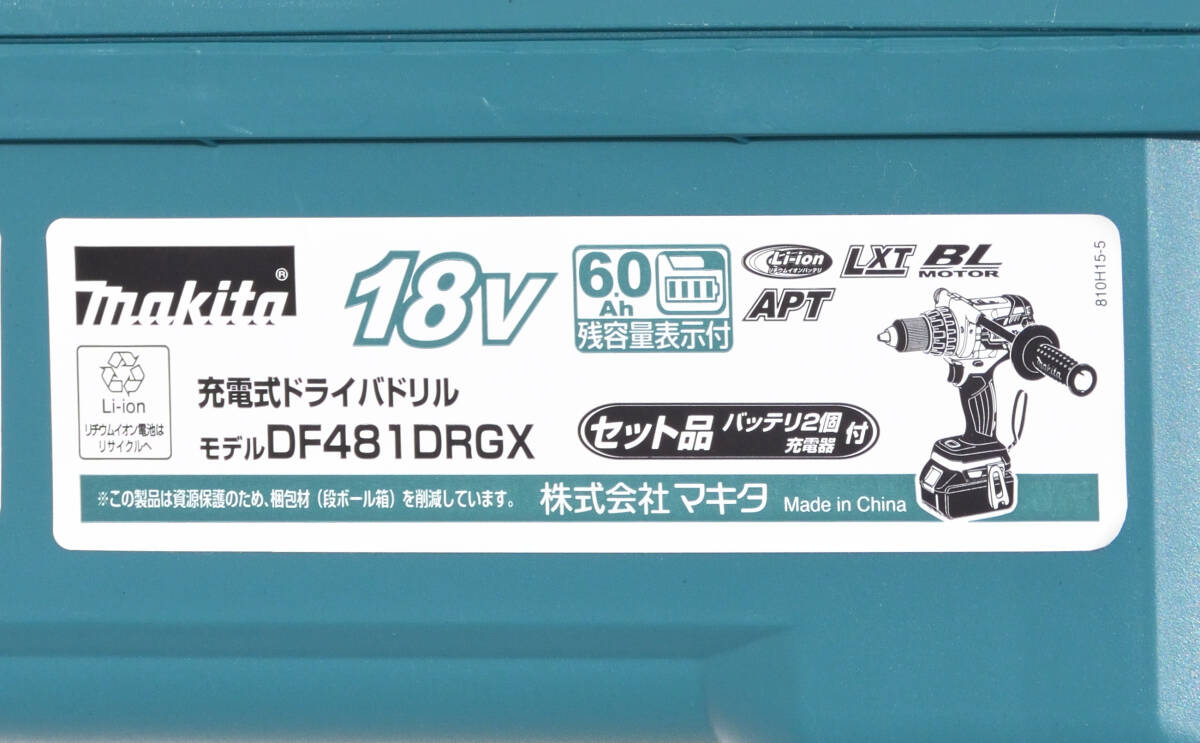 makita®
18V
6.0
Ah
残容量表示付
Li-ion
リチウムイオンバッテリ
LXT
BL
MOTOR
APT
810H15-5
Li-ion
リチウムイオン電池は
リサイクルへ
充電式ドライバドリル
モデルDF481DRGX
セット品 バッテリ2個 充電器 付
makita
※この製品は資源保護のため、梱包材（段ボール箱）を削減しています。 株式会社マキタ Made in China